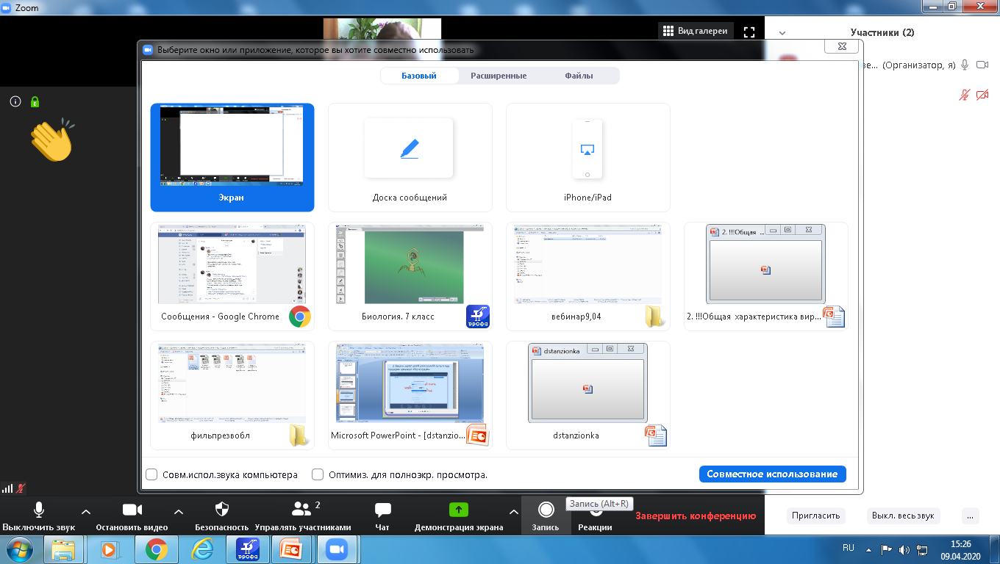 Zoom
Вид галереи
Участники (2)
Выберите окно или приложение, которое вы хотите совместно использовать
(Организатор, я)
Базовый
Расширенные
Файлы
Экран
Доска сообщений
iPhone/iPad
2. !!!Общая ...
Сообщения - Google Chrome
Биология. 7 класс
дрофа
вебинар9,04
2. !!!Общая характеристика вир...
dstanzionka
фильпрезвобл
Microsoft PowerPoint - [dstanzio...
dstanzionka
Совм.испол.звука компьютера
Оптимиз. для полноэкр. просмотра.
Совместное использование
Запись (Alt+R)
2
Выключить звук
Остановить видео
Безопасность
Управлять участниками
Чат
Демонстрация экрана
Запись
Реакции
Завершить конференцию
Пригласить
Выкл. весь звук
...
дрофа
RU
15:26
09.04.2020